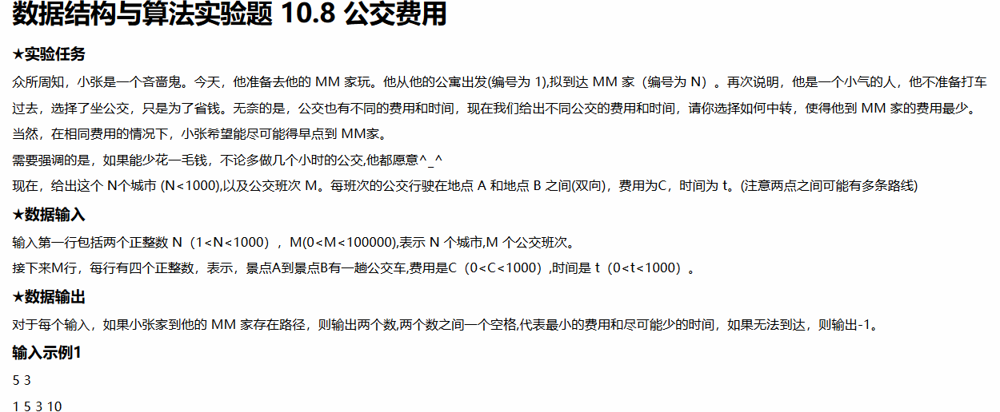 数据结构与算法实验题 10.8 公交费用
★实验任务
众所周知，小张是一个吝啬鬼。今天，他准备去他的 MM 家玩。他从他的公寓出发(编号为 1),拟到达 MM 家（编号为 N）。再次说明，他是一个小气的人，他不准备打车
过去，选择了坐公交，只是为了省钱。无奈的是，公交也有不同的费用和时间，现在我们给出不同公交的费用和时间，请你选择如何中转，使得他到 MM 家的费用最少。
当然，在相同费用的情况下，小张希望能尽可能得早点到 MM家。
需要强调的是，如果能少花一毛钱，不论多做几个小时的公交,他都愿意^_^
现在，给出这个 N个城市 (N<1000),以及公交班次 M。每班次的公交行驶在地点 A 和地点 B 之间(双向)，费用为C，时间为 t。(注意两点之间可能有多条路线)
★数据输入
输入第一行包括两个正整数 N（1<N<1000），M(0<M<100000),表示 N 个城市,M 个公交班次。
接下来M行，每行有四个正整数，表示，景点A到景点B有一趟公交车,费用是C（0<C<1000）,时间是 t（0<t<1000）。
★数据输出
对于每个输入，如果小张家到他的 MM 家存在路径，则输出两个数,两个数之间一个空格,代表最小的费用和尽可能少的时间，如果无法到达，则输出-1。
输入示例1
5 3
1 5 3 10